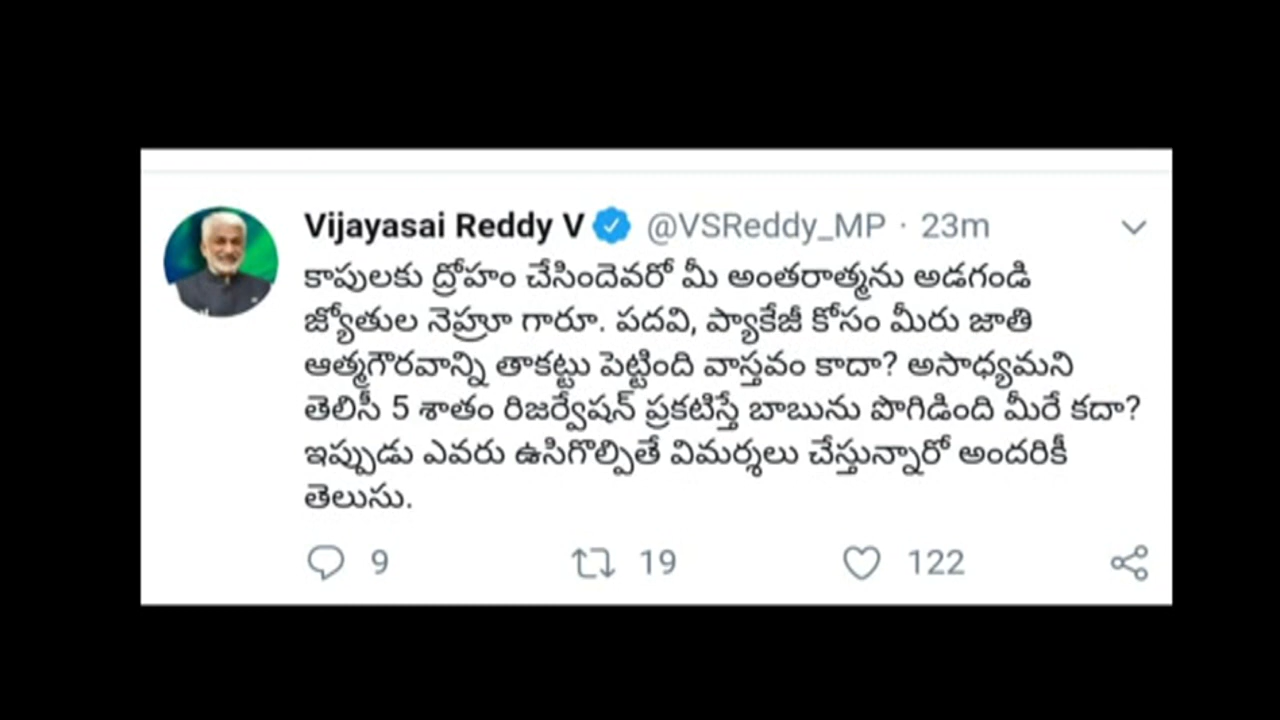 Vijayasai Reddy V @VSReddy_MP · 23m
కాపులకు ద్రోహం చేసిందెవరో మీ అంతరాత్మను అడగండి
జ్యోతుల నెహ్రూ గారూ. పదవి, ప్యాకేజీ కోసం మీరు జాతి
ఆత్మగౌరవాన్ని తాకట్టు పెట్టింది వాస్తవం కాదా? అసాధ్యమని
తెలిసీ 5 శాతం రిజర్వేషన్ ప్రకటిస్తే బాబును పొగిడింది మీరే కదా?
ఇప్పుడు ఎవరు ఉసిగొల్పితే విమర్శలు చేస్తున్నారో అందరికీ
తెలుసు.
9 19 122